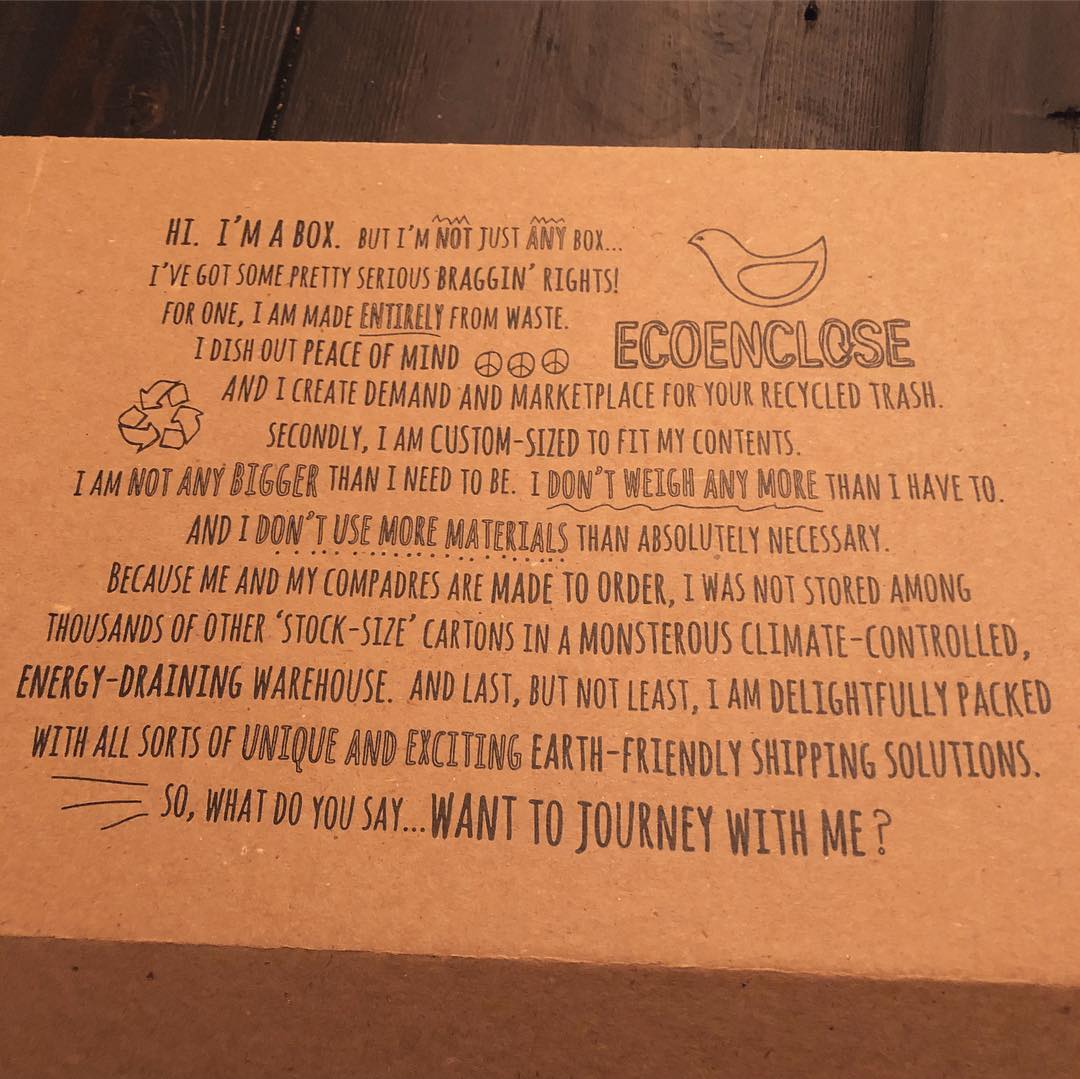 HI. I'M A BOX. BUT I'M NOT JUST ANY BOX...
I'VE GOT SOME PRETTY SERIOUS BRAGGIN' RIGHTS!
FOR ONE, I AM MADE ENTIRELY FROM WASTE.
I DISH OUT PEACE OF MIND
ECOENCLOSE
AND I CREATE DEMAND AND MARKETPLACE FOR YOUR RECYCLED TRASH.
SECONDLY, I AM CUSTOM-SIZED TO FIT MY CONTENTS.
I AM NOT ANY BIGGER THAN I NEED TO BE. I DON'T WEIGH ANY MORE THAN I HAVE TO.
AND I DON'T USE MORE MATERIALS THAN ABSOLUTELY NECESSARY.
BECAUSE ME AND MY COMPADRES ARE MADE TO ORDER, I WAS NOT STORED AMONG
THOUSANDS OF OTHER 'STOCK-SIZE' CARTONS IN A MONSTEROUS CLIMATE-CONTROLLED,
ENERGY-DRAINING WAREHOUSE. AND LAST, BUT NOT LEAST, I AM DELIGHTFULLY PACKED
WITH ALL SORTS OF UNIQUE AND EXCITING EARTH-FRIENDLY SHIPPING SOLUTIONS.
SO, WHAT DO YOU SAY...WANT TO JOURNEY WITH ME?